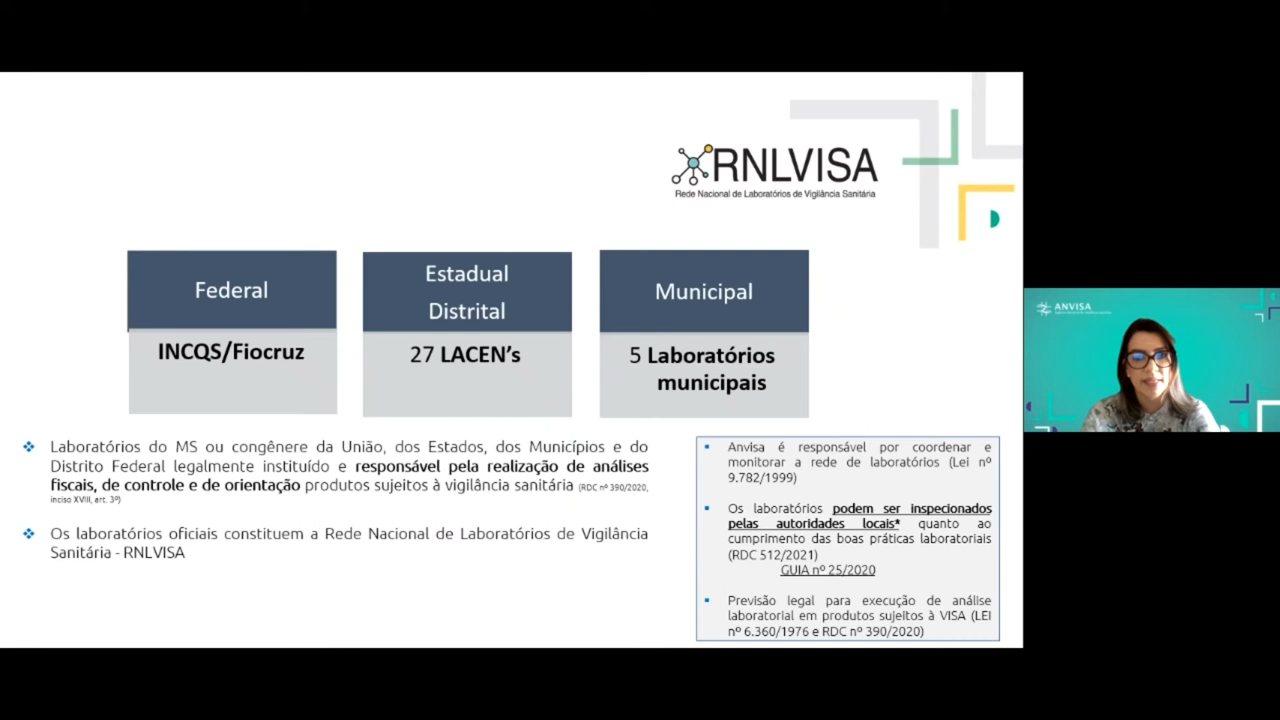 RNLVISA
Rede Nacional de Laboratórios de Vigilância Sanitária
Federal
INCQS/Fiocruz
Estadual
Distrital
27 LACEN's
Municipal
5 Laboratórios
municipais
Laboratórios do MS ou congênere da União, dos Estados, dos Municípios e do
Distrito Federal legalmente instituído e responsável pela realização de análises
fiscais, de controle e de orientação produtos sujeitos à vigilância sanitária (RDC nº 390/2020,
inciso XVIII, art. 3º)
Os laboratórios oficiais constituem a Rede Nacional de Laboratórios de Vigilância
Sanitária - RNLVISA
Anvisa é responsável por coordenar e
monitorar a rede de laboratórios (Lei nº
9.782/1999)
Os laboratórios podem ser inspecionados
pelas autoridades locais* quanto ao
cumprimento das boas práticas laboratoriais
(RDC 512/2021)
GUIA nº 25/2020
Previsão legal para execução de análise
laboratorial em produtos sujeitos à VISA (LEI
nº 6.360/1976 e RDC nº 390/2020)
ANVISA